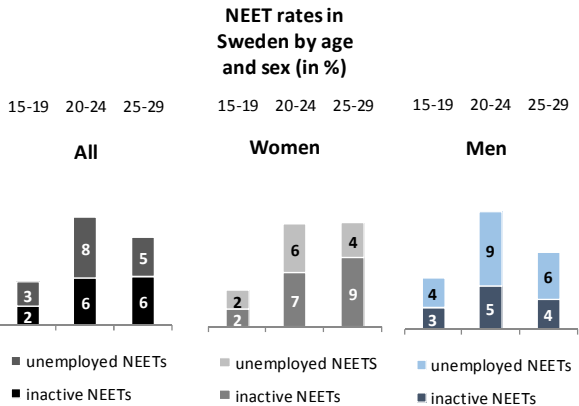 NEET rates in
Sweden by age
and sex (in %)
15-19 20-24 25-29 15-19 20-24 25-29 15-19 20-24 25-29
All Women Men
3 8 5
2 6 6
2 6 4
2 7 9
4 9 6
3 5 4
unemployed NEETs unemployed NEETS unemployed NEETs
inactive NEETs inactive NEETs inactive NEETs